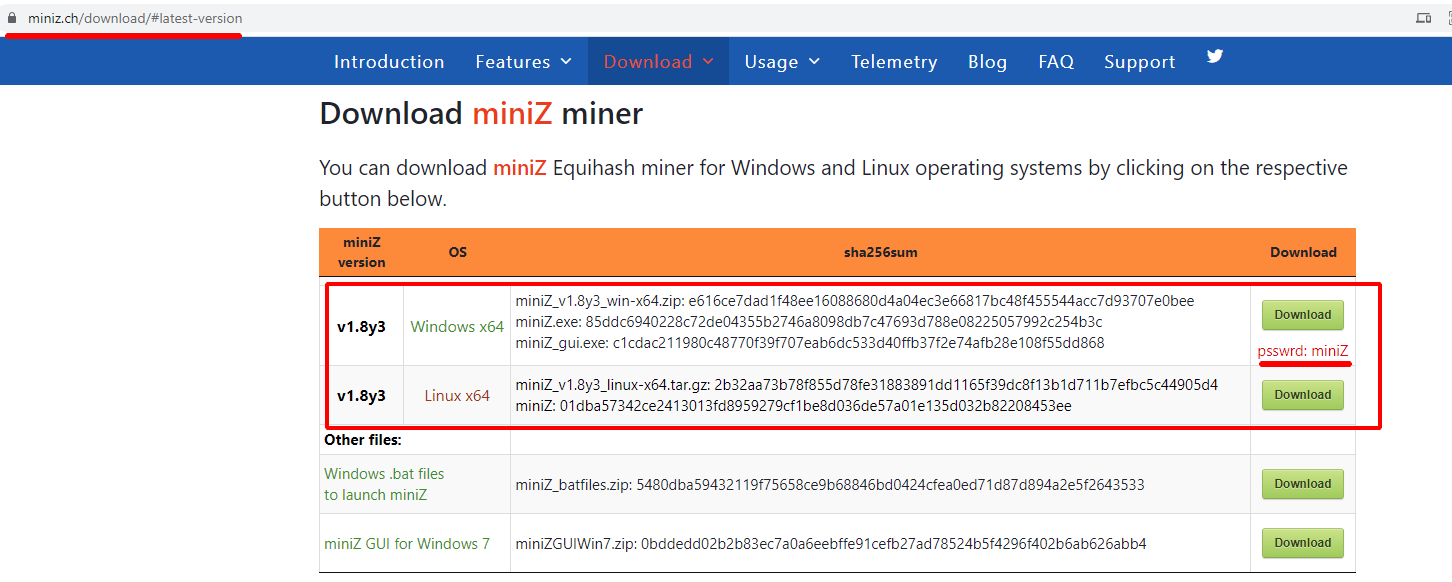 miniz.ch/download/#latest-version
Introduction Features Download Usage Telemetry Blog FAQ Support
Download miniZ miner
You can download miniZ Equihash miner for Windows and Linux operating systems by clicking on the respective
button below.
miniZ
version OS sha256sum Download
miniZ_v1.8y3_win-x64.zip: e616ce7dad1f48ee16088680d4a04ec3e66817bc48f455544acc7d93707e0bee
v1.8y3 Windows x64 miniZ.exe: 85ddc6940228c72de04355b2746a8098db7c47693d788e08225057992c254b3c Download
miniZ_gui.exe: c1cdac211980c48770f39f707eab6dc533d40ffb37f2e74afb28e108f55dd868
psswrd: miniZ
miniZ_v1.8y3_linux-x64.tar.gz: 2b32aa73b78f855d78fe31883891dd1165f39dc8f13b1d711b7efbc5c44905d4
v1.8y3 Linux x64 Download
miniZ: 01dba57342ce2413013fd8959279cf1be8d036de57a01e135d032b82208453ee
Other files:
Windows .bat files
to launch miniZ miniZ_batfiles.zip: 5480dba59432119f75658ce9b68846bd0424cfea0ed71d87d894a2e5f2643533 Download
miniZ GUI for Windows 7 miniZGUIWin7.zip: 0bddedd02b2b83ec7a0a6eebffe91cefb27ad78524b5f4296f402b6ab626abb4 Download